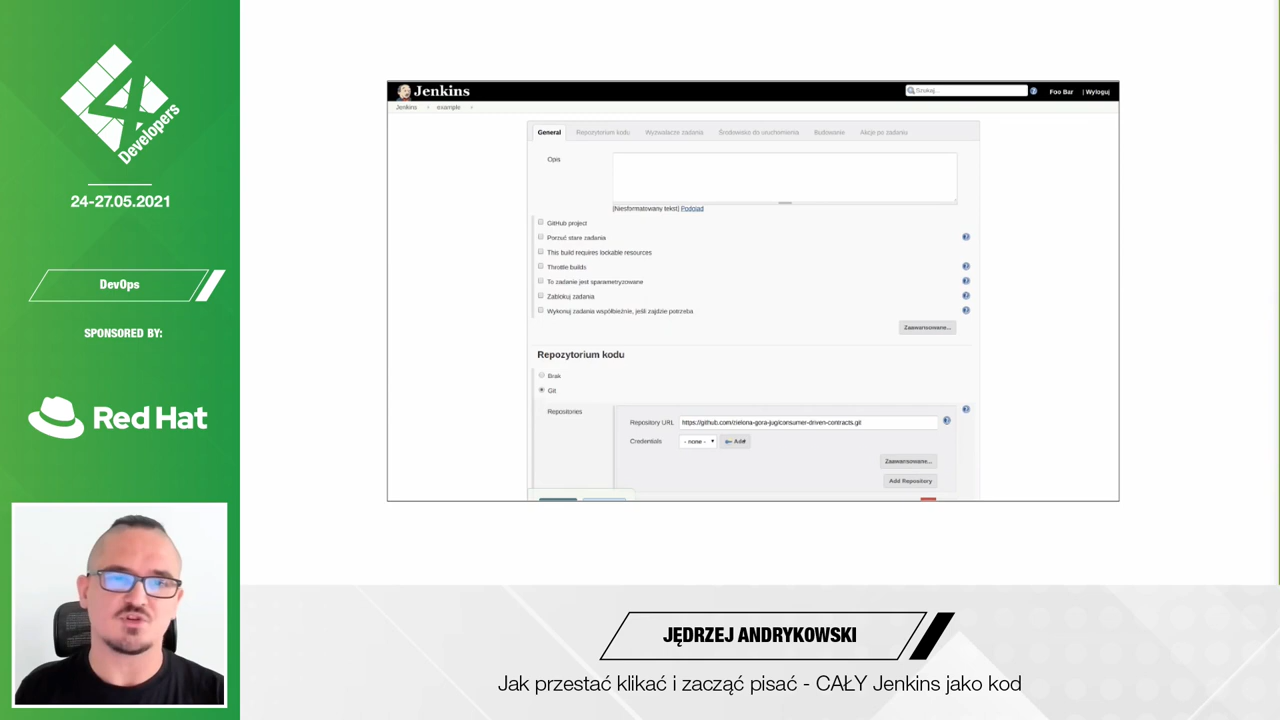 4
Developers
24-27.05.2021
DevOps
SPONSORED BY:
Red Hat
Jenkins
Szukaj...
Foo Bar
| Wyloguj
Jenkins
example
General
Repozytorium kodu
Wyzwalacze zadania
Środowisko do uruchomienia
Budowanie
Akcje po zadaniu
Opis
[Niesformatowany tekst] Podgląd
GitHub project
Porzuć stare zadania
This build requires lockable resources
Throttle builds
To zadanie jest sparametryzowane
Zablokuj zadania
Wykonuj zadania współbieżnie, jeśli zajdzie potrzeba
Zaawansowane...
Repozytorium kodu
Brak
Git
Repositories
Repository URL
https://github.com/zielona-gora-jug/consumer-driven-contracts.git
Credentials
- none -
Add
Zaawansowane...
Add Repository
JĘDRZEJ ANDRYKOWSKI
Jak przestać klikać i zacząć pisać - CAŁY Jenkins jako kod